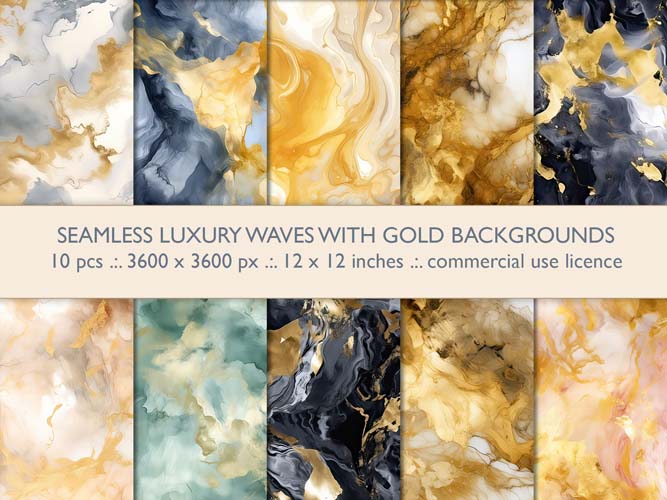 SEAMLESS LUXURY WAVES WITH GOLD BACKGROUNDS
10 pcs .:. 3600 x 3600 px .:. 12 x 12 inches .:. commercial use licence